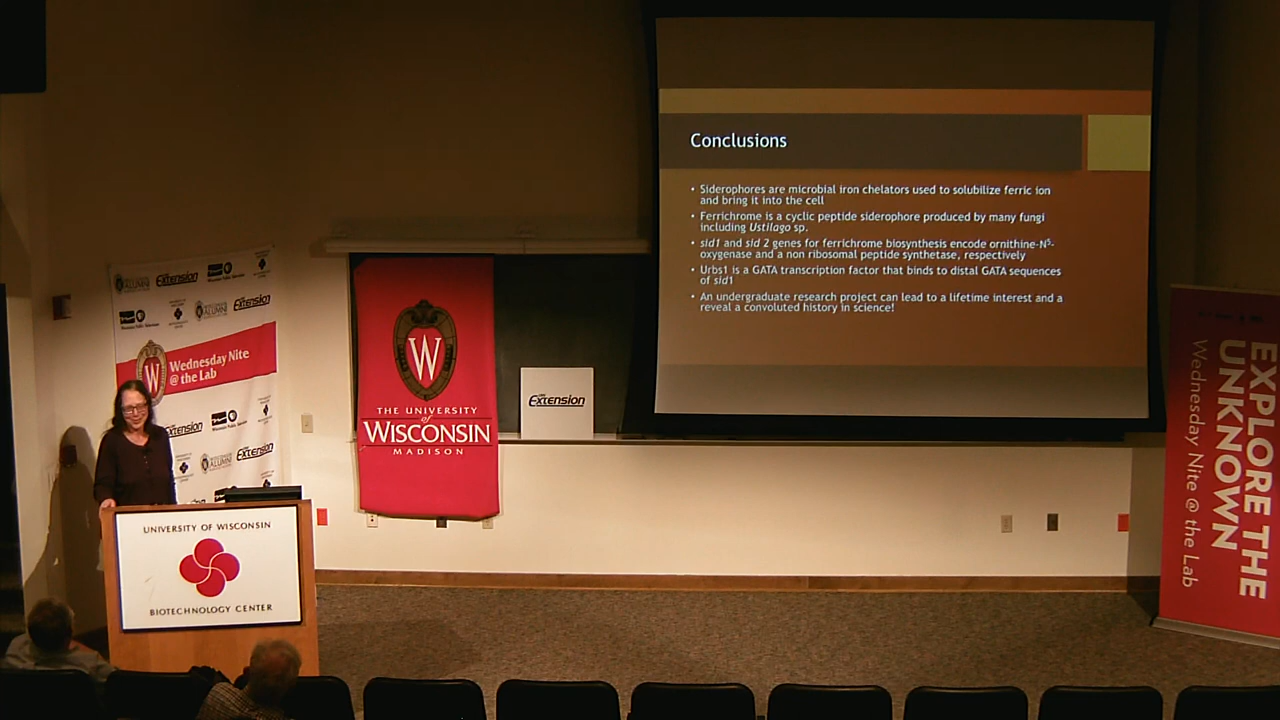 Conclusions
• Siderophores are microbial iron chelators used to solubilize ferric ion
and bring it into the cell
• Ferrichrome is a cyclic peptide siderophore produced by many fungi
including Ustilago sp.
• sid1 and sid 2 genes for ferrichrome biosynthesis encode ornithine-N5-
oxygenase and a non ribosomal peptide synthetase, respectively
• Urbs1 is a GATA transcription factor that binds to distal GATA sequences
of sid1
• An undergraduate research project can lead to a lifetime interest and a
reveal a convoluted history in science!
Extension
Extension
Wednesday Nite
@ the Lab
W
Extension
Extension
W
THE UNIVERSITY
of
WISCONSIN
MADISON
Extension
UNIVERSITY OF WISCONSIN
BIOTECHNOLOGY CENTER
EXPLORE THE
UNKNOWN
Wednesday Nite @ the Lab